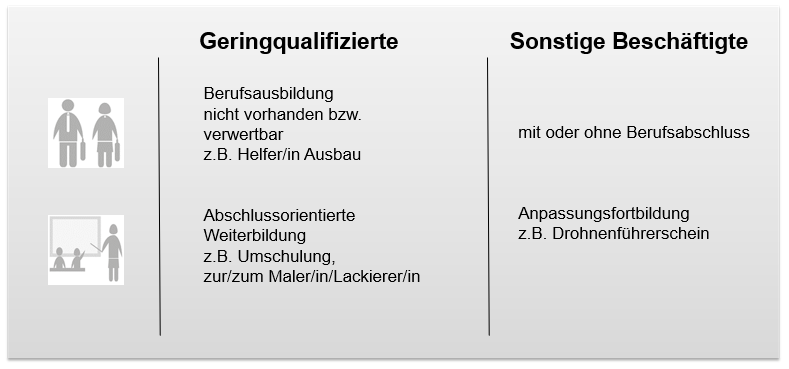 Geringqualifizierte
Sonstige Beschäftigte
Berufsausbildung
nicht vorhanden bzw.
verwertbar
z.B. Helfer/in Ausbau
mit oder ohne Berufsabschluss
Abschlussorientierte
Weiterbildung
z.B. Umschulung,
zur/zum Maler/in/Lackierer/in
Anpassungsfortbildung
z.B. Drohnenführerschein